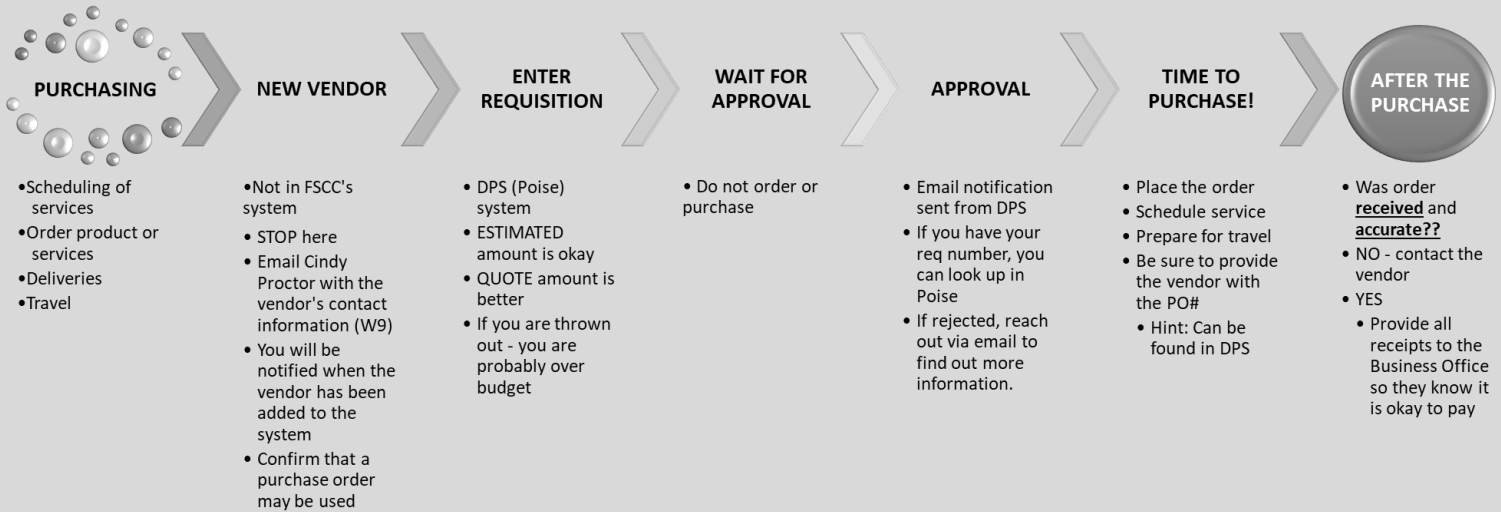 PURCHASING
•Scheduling of
services
•Order product or
services
•Deliveries
•Travel
NEW VENDOR
•Not in FSCC's
system
• STOP here
• Email Cindy
Proctor with the
vendor's contact
information (W9)
• You will be
notified when the
vendor has been
added to the
system
• Confirm that a
purchase order
may be used
ENTER
REQUISITION
• DPS (Poise)
system
• ESTIMATED
amount is okay
• QUOTE amount is
better
• If you are thrown
out - you are
probably over
budget
WAIT FOR
APPROVAL
• Do not order or
purchase
APPROVAL
• Email notification
sent from DPS
• If you have your
req number, you
can look up in
Poise
• If rejected, reach
out via email to
find out more
information.
TIME TO
PURCHASE!
• Place the order
• Schedule service
• Prepare for travel
• Be sure to provide
the vendor with
the PO#
• Hint: Can be
found in DPS
AFTER THE
PURCHASE
• Was order
received and
accurate??
• NO - contact the
vendor
• YES
• Provide all
receipts to the
Business Office
so they know it
is okay to pay